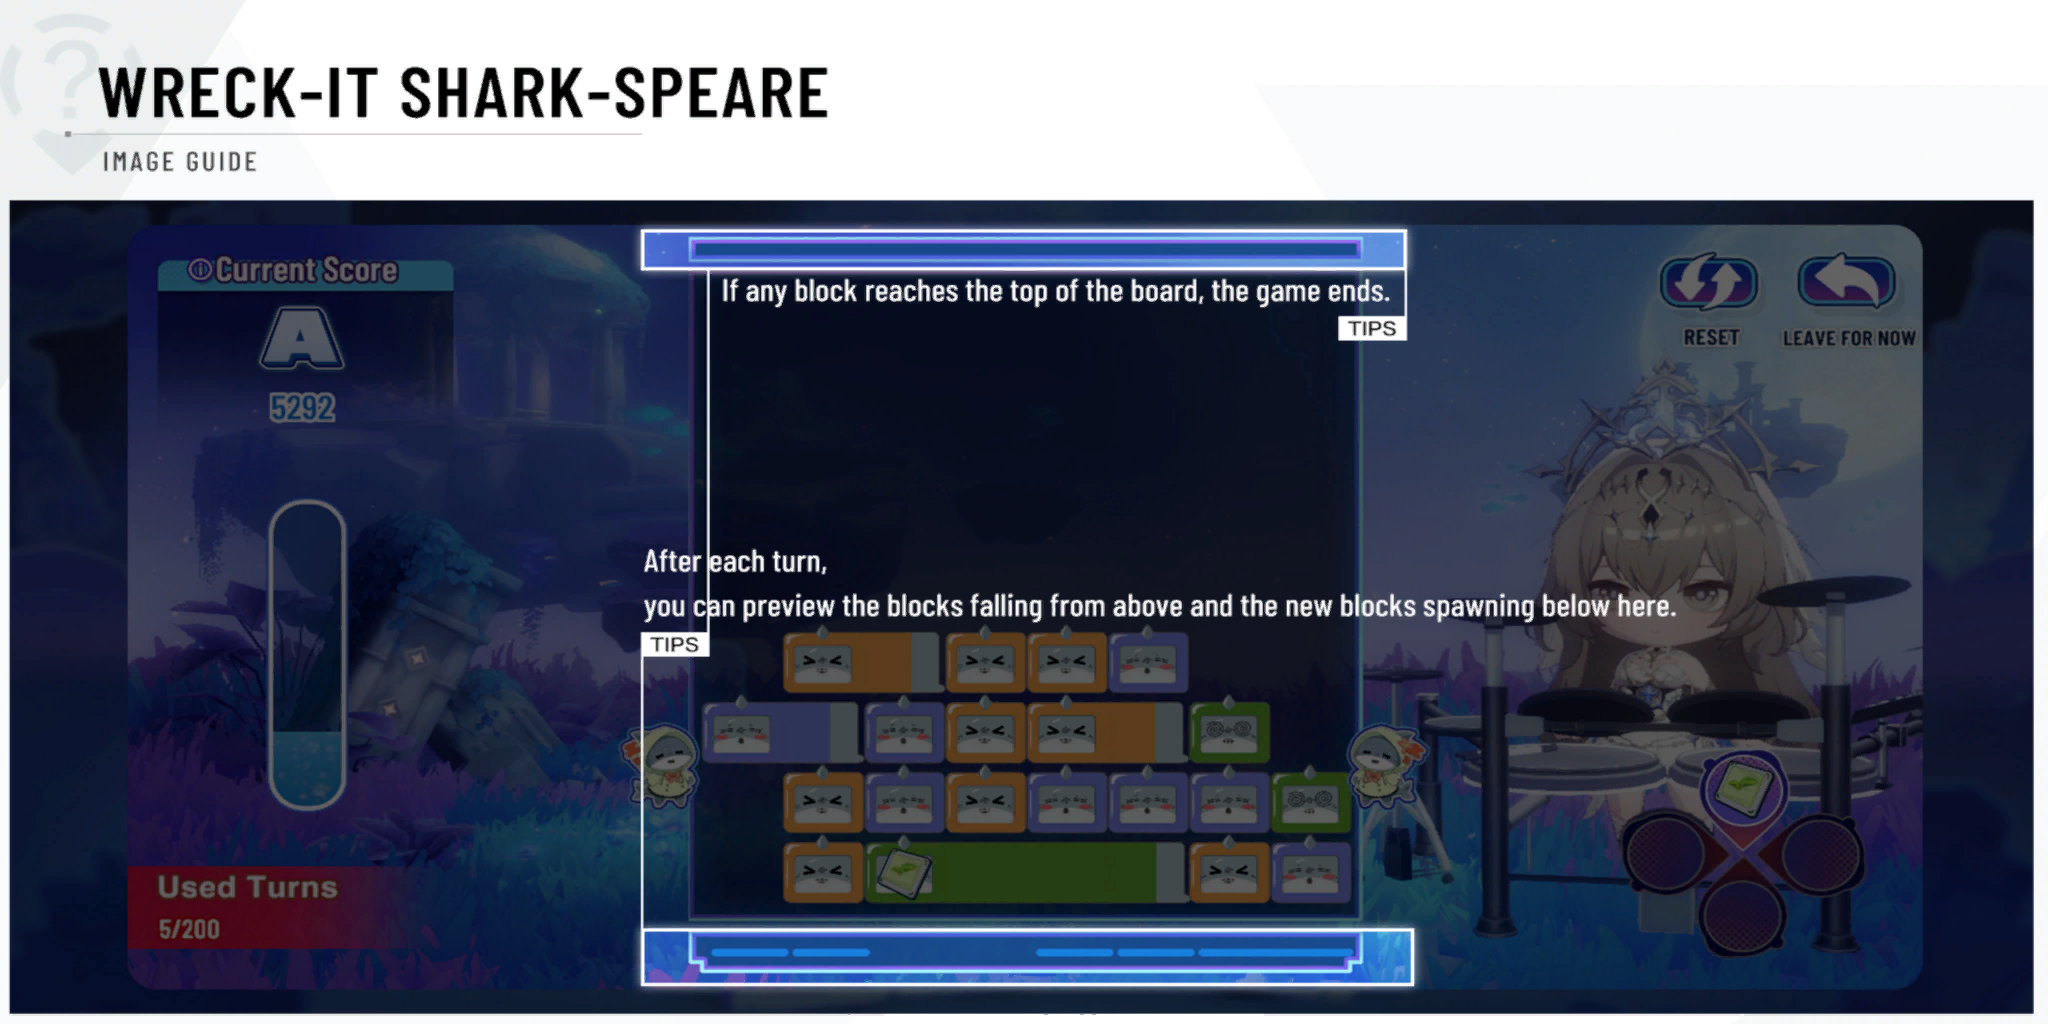 WRECK-IT SHARK-SPEARE
IMAGE GUIDE
Current Score
A
5292
If any block reaches the top of the board, the game ends.
TIPS
RESET
LEAVE FOR NOW
After each turn,
you can preview the blocks falling from above and the new blocks spawning below here.
TIPS
Used Turns
5/200